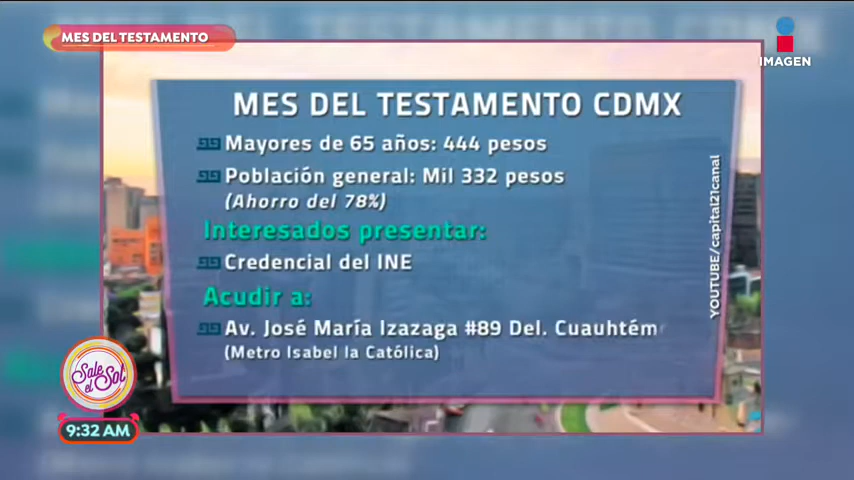 MES DEL TESTAMENTO
IMAGEN
MES DEL TESTAMENTO CDMX
Mayores de 65 años: 444 pesos
Población general: Mil 332 pesos
(Ahorro del 78%)
Interesados presentar:
Credencial del INE
Acudir a:
Av. José María Izazaga #89 Del. Cuauhtém
(Metro Isabel la Católica)
YOUTUBE/capital21canal
Sale el Sol
9:32 AM